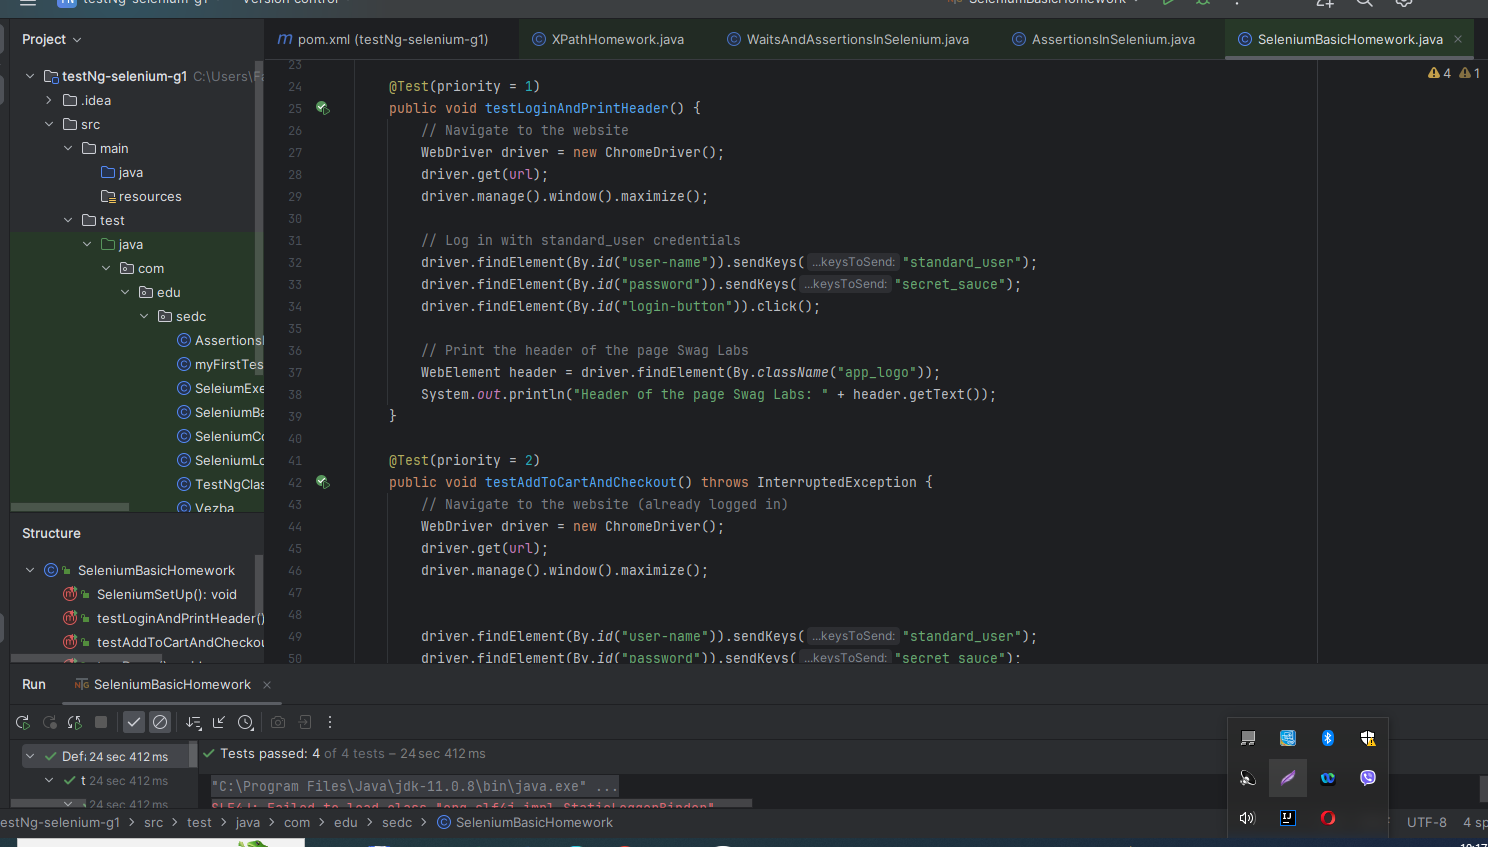 testNg-selenium-g1
Version control
SeleniumBasicHomework
Project
pom.xml (testNg-selenium-g1)
XPathHomework.java
WaitsAndAssertionsInSelenium.java
AssertionsInSelenium.java
SeleniumBasicHomework.java
4 1
testNg-selenium-g1 C:\Users\Fa
.idea
src
main
java
resources
test
java
com
edu
sedc
AssertionsI
myFirstTes
SeleiumExe
SeleniumBa
SeleniumCo
SeleniumLo
TestNgClas
Vezba
Structure
SeleniumBasicHomework
SeleniumSetUp(): void
testLoginAndPrintHeader()
testAddToCartAndCheckou
23
24 @Test(priority = 1)
25 public void testLoginAndPrintHeader() {
26 // Navigate to the website
27 WebDriver driver = new ChromeDriver();
28 driver.get(url);
29 driver.manage().window().maximize();
30
31 // Log in with standard_user credentials
32 driver.findElement(By.id("user-name")).sendKeys( ...keysToSend: "standard_user");
33 driver.findElement(By.id("password")).sendKeys( ...keysToSend: "secret_sauce");
34 driver.findElement(By.id("login-button")).click();
35
36 // Print the header of the page Swag Labs
37 WebElement header = driver.findElement(By.className("app_logo"));
38 System.out.println("Header of the page Swag Labs: " + header.getText());
39 }
40
41 @Test(priority = 2)
42 public void testAddToCartAndCheckout() throws InterruptedException {
43 // Navigate to the website (already logged in)
44 WebDriver driver = new ChromeDriver();
45 driver.get(url);
46 driver.manage().window().maximize();
47
48
49 driver.findElement(By.id("user-name")).sendKeys( ...keysToSend: "standard_user");
50 driver.findElement(By.id("password")).sendKeys( ...keysToSend: "secret_sauce");
Run
SeleniumBasicHomework
Defa 24 sec 412 ms
t 24 sec 412 ms
24 sec 412 ms
Tests passed: 4 of 4 tests – 24 sec 412 ms
"C:\Program Files\Java\jdk-11.0.8\bin\java.exe" ...
SLF4J: Failed to load class "org.slf4j.impl.StaticLoggerBinder".
estNg-selenium-g1 > src > test > java > com > edu > sedc > SeleniumBasicHomework
UTF-8
4 sp